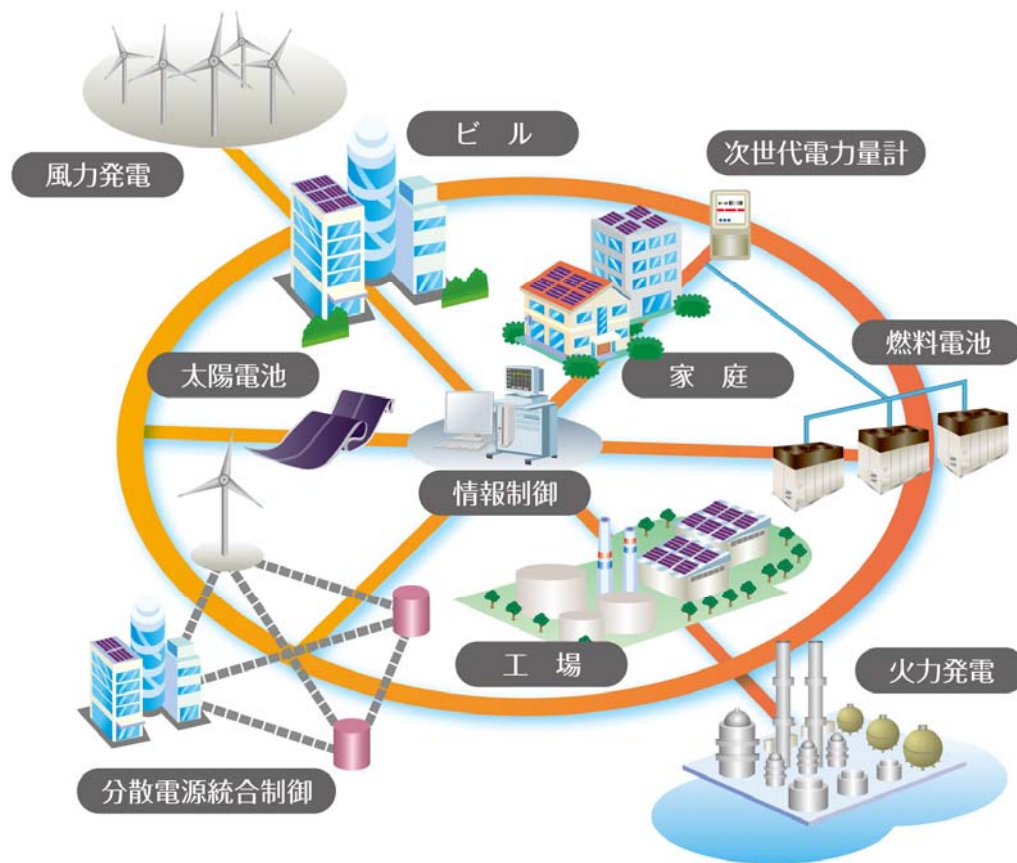 ビル
次世代電力量計
風力発電
燃料電池
太陽電池
家庭
情報制御
工場
火力発電
分散電源統合制御